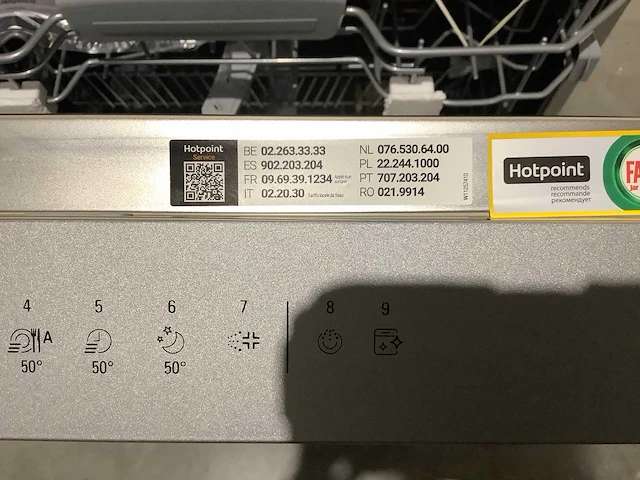 Hotpoint
Service
BE 02.263.33.33
ES 902.203.204
FR 09.69.39.1234
IT 02.20.30
NL 076.530.64.00
PL 22.244.1000
PT 707.203.204
RO 021.9914
Hotpoint
recommends
recommande
рекомендует
FA
Jar
4 5 6 7 8 9
A
50° 50° 50°